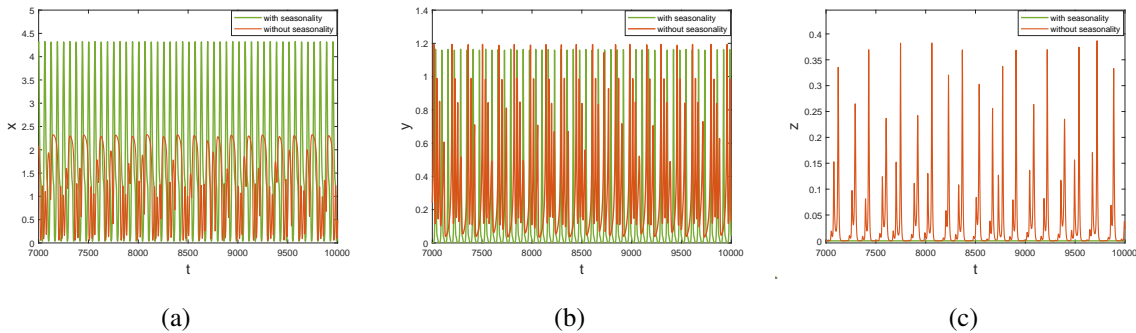 5
4.5
4
3.5
3
2.5
2
1.5
1
0.5
0
x
7000 7500 8000 8500 9000 9500 10000
t
with seasonality
without seasonality
(a)
1.4
1.2
1
0.8
0.6
0.4
0.2
0
y
7000 7500 8000 8500 9000 9500 10000
t
with seasonality
without seasonality
(b)
0.4
0.35
0.3
0.25
0.2
0.15
0.1
0.05
0
z
7000 7500 8000 8500 9000 9500 10000
t
with seasonality
without seasonality
(c)